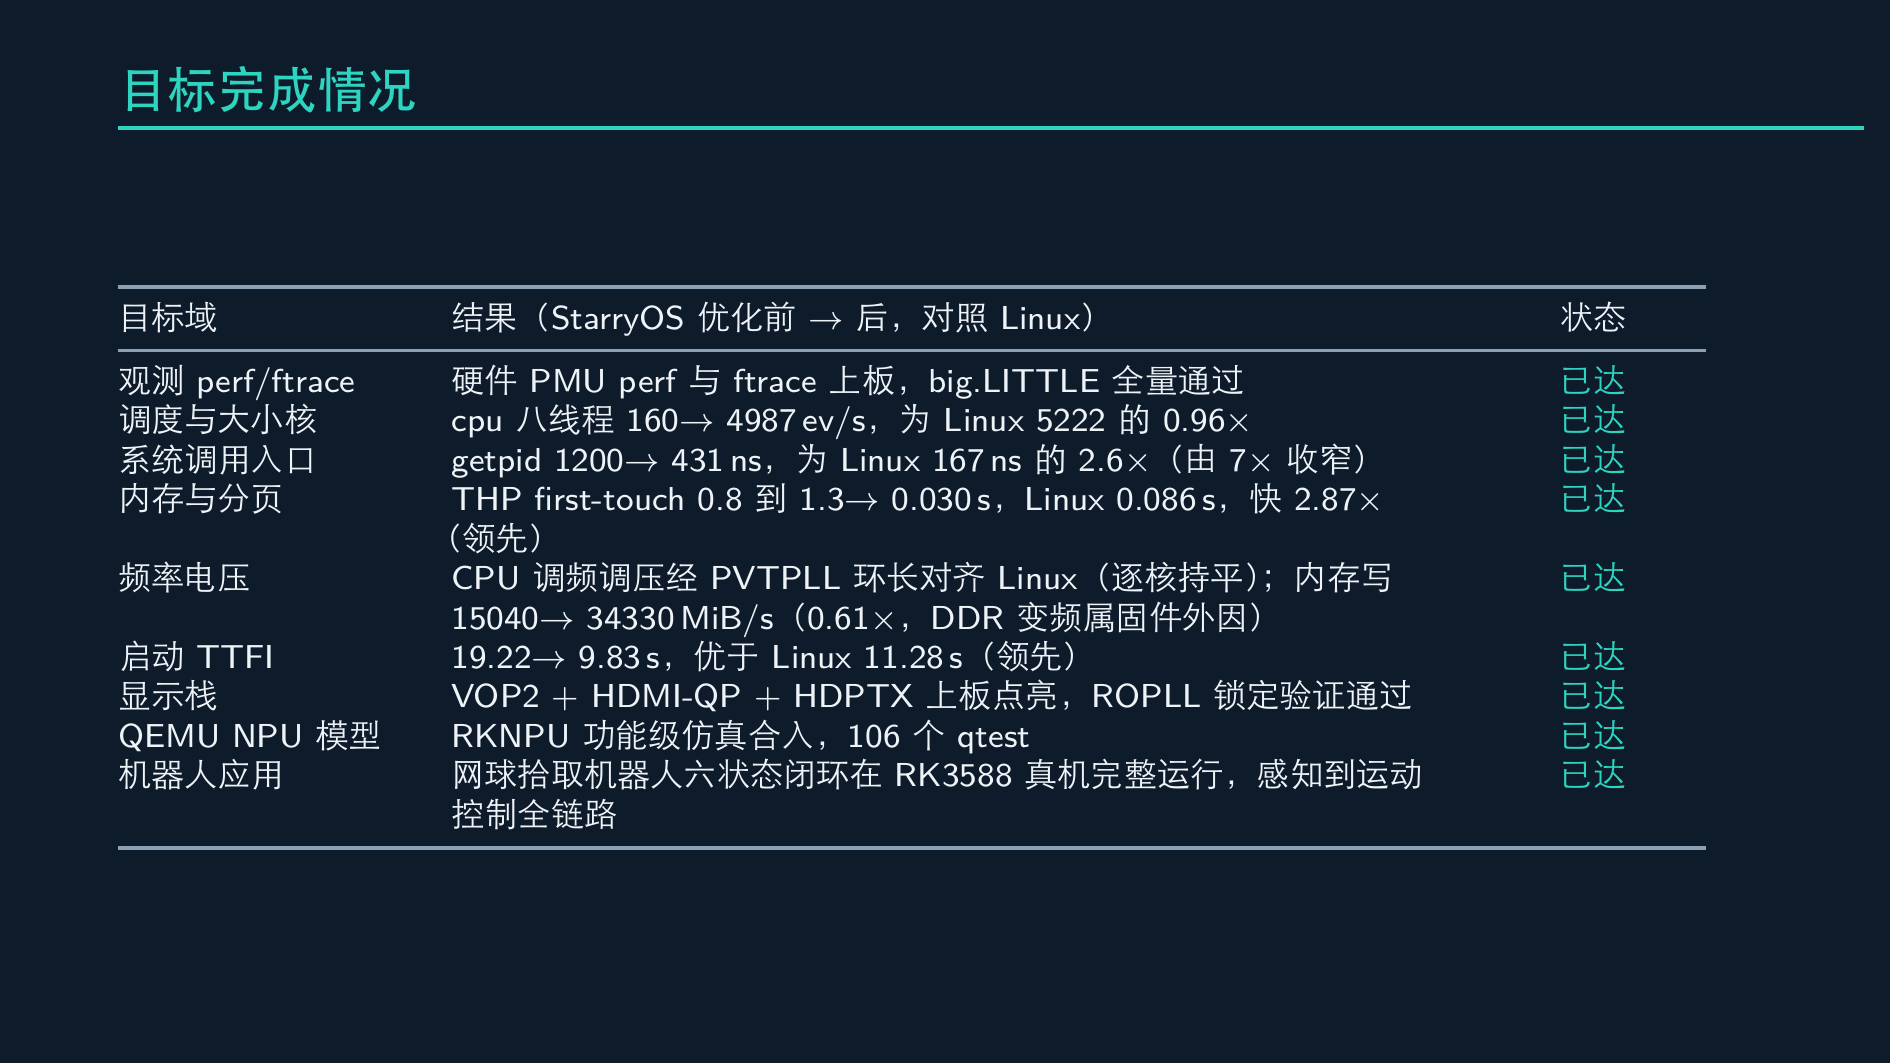 目标完成情况
目标域 结果（StarryOS 优化前 → 后，对照 Linux） 状态
观测 perf/ftrace 硬件 PMU perf 与 ftrace 上板，big.LITTLE 全量通过 已达
调度与大小核 cpu 八线程 160→ 4987 ev/s，为 Linux 5222 的 0.96× 已达
系统调用入口 getpid 1200→ 431 ns，为 Linux 167 ns 的 2.6×（由 7× 收窄） 已达
内存与分页 THP first-touch 0.8 到 1.3→ 0.030 s，Linux 0.086 s，快 2.87× 已达
（领先）
频率电压 CPU 调频调压经 PVTPLL 环长对齐 Linux（逐核持平）；内存写 已达
15040→ 34330 MiB/s（0.61×，DDR 变频属固件外因）
启动 TTFI 19.22→ 9.83 s，优于 Linux 11.28 s（领先） 已达
显示栈 VOP2 + HDMI-QP + HDPTX 上板点亮，ROPLL 锁定验证通过 已达
QEMU NPU 模型 RKNPU 功能级仿真合入，106 个 qtest 已达
机器人应用 网球拾取机器人六状态闭环在 RK3588 真机完整运行，感知到运动 已达
控制全链路